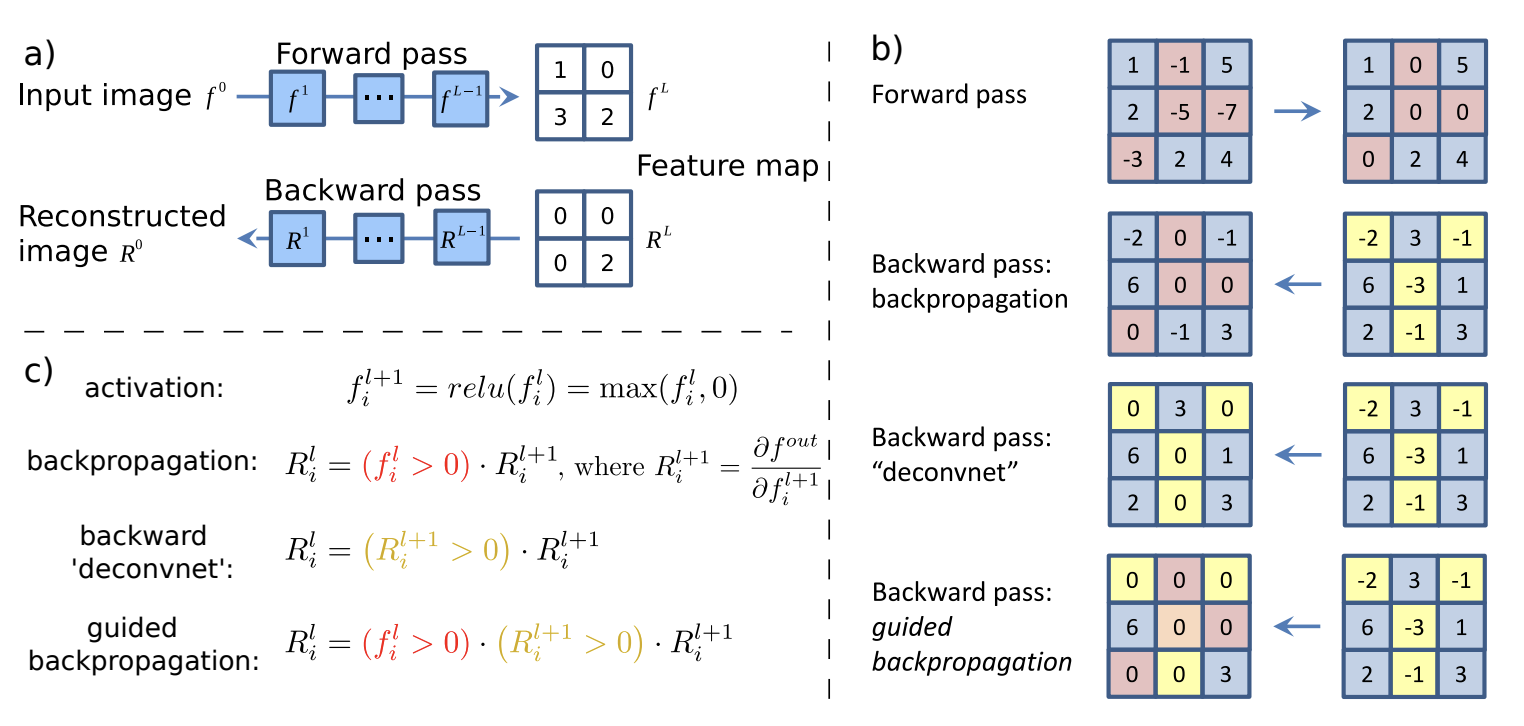 a)
Forward pass
Input image f^0
f^1
...
f^{L-1}
1 0
3 2
f^L
Feature map
Backward pass
Reconstructed
image R^0
R^1
...
R^{L-1}
0 0
0 2
R^L
c)
activation: f_i^{l+1} = relu(f_i^l) = max(f_i^l, 0)
backpropagation: R_i^l = (f_i^l > 0) · R_i^{l+1}, where R_i^{l+1} = ∂f^{out} / ∂f_i^{l+1}
backward
'deconvnet': R_i^l = (R_i^{l+1} > 0) · R_i^{l+1}
guided
backpropagation: R_i^l = (f_i^l > 0) · (R_i^{l+1} > 0) · R_i^{l+1}
b)
Forward pass
1 -1 5
2 -5 -7
-3 2 4
1 0 5
2 0 0
0 2 4
Backward pass:
backpropagation
-2 0 -1
6 0 0
0 -1 3
-2 3 -1
6 -3 1
2 -1 3
Backward pass:
“deconvnet”
0 3 0
6 0 1
2 0 3
-2 3 -1
6 -3 1
2 -1 3
Backward pass:
guided
backpropagation
0 0 0
6 0 0
0 0 3
-2 3 -1
6 -3 1
2 -1 3